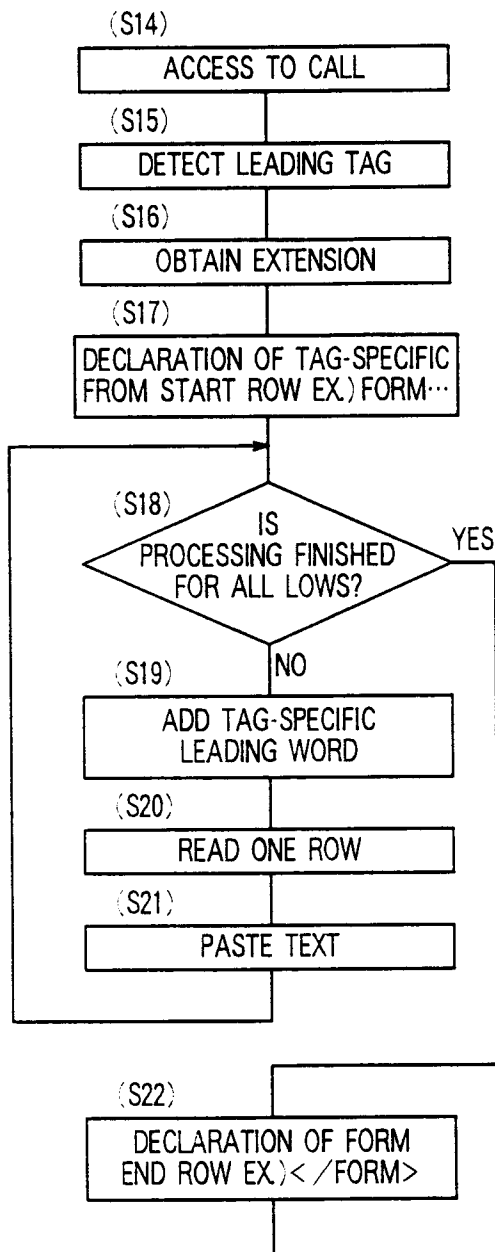 (S14)
ACCESS TO CALL
(S15)
DETECT LEADING TAG
(S16)
OBTAIN EXTENSION
(S17)
DECLARATION OF TAG-SPECIFIC
FROM START ROW EX.) FORM···
(S18)
IS
PROCESSING FINISHED
FOR ALL LOWS?
YES
NO
(S19)
ADD TAG-SPECIFIC
LEADING WORD
(S20)
READ ONE ROW
(S21)
PASTE TEXT
(S22)
DECLARATION OF FORM
END ROW EX.)< /FORM>